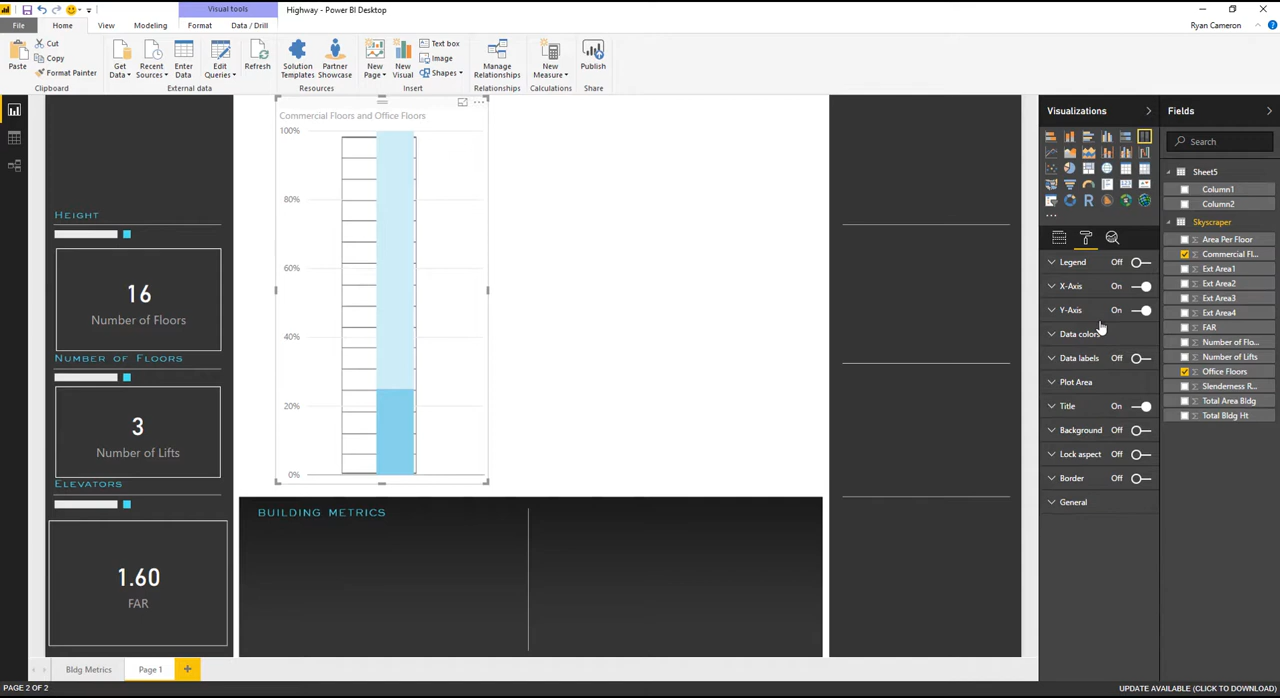 Visual tools
Highway - Power BI Desktop
File
Home
View
Modeling
Format
Data / Drill
Ryan Cameron
Paste
Cut
Copy
Format Painter
Clipboard
Get Data
Recent Sources
Enter Data
Edit Queries
Refresh
External data
Solution Templates
Partner Showcase
Resources
New Page
New Visual
Text box
Image
Shapes
Insert
Manage Relationships
Relationships
New Measure
Calculations
Publish
Share
Height
16
Number of Floors
Number of Floors
3
Number of Lifts
Elevators
1.60
FAR
Commercial Floors and Office Floors
100%
80%
60%
40%
20%
0%
Building Metrics
Visualizations
Legend Off
X-Axis On
Y-Axis On
Data colors
Data labels Off
Plot Area
Title On
Background Off
Lock aspect Off
Border Off
General
Fields
Search
Sheet5
Column1
Column2
Skyscraper
Area Per Floor
Commercial Fl...
Ext Area1
Ext Area2
Ext Area3
Ext Area4
FAR
Number of Flo...
Number of Lifts
Office Floors
Slenderness R...
Total Area Bldg
Total Bldg Ht
Bldg Metrics
Page 1
PAGE 2 OF 2
UPDATE AVAILABLE (CLICK TO DOWNLOAD)